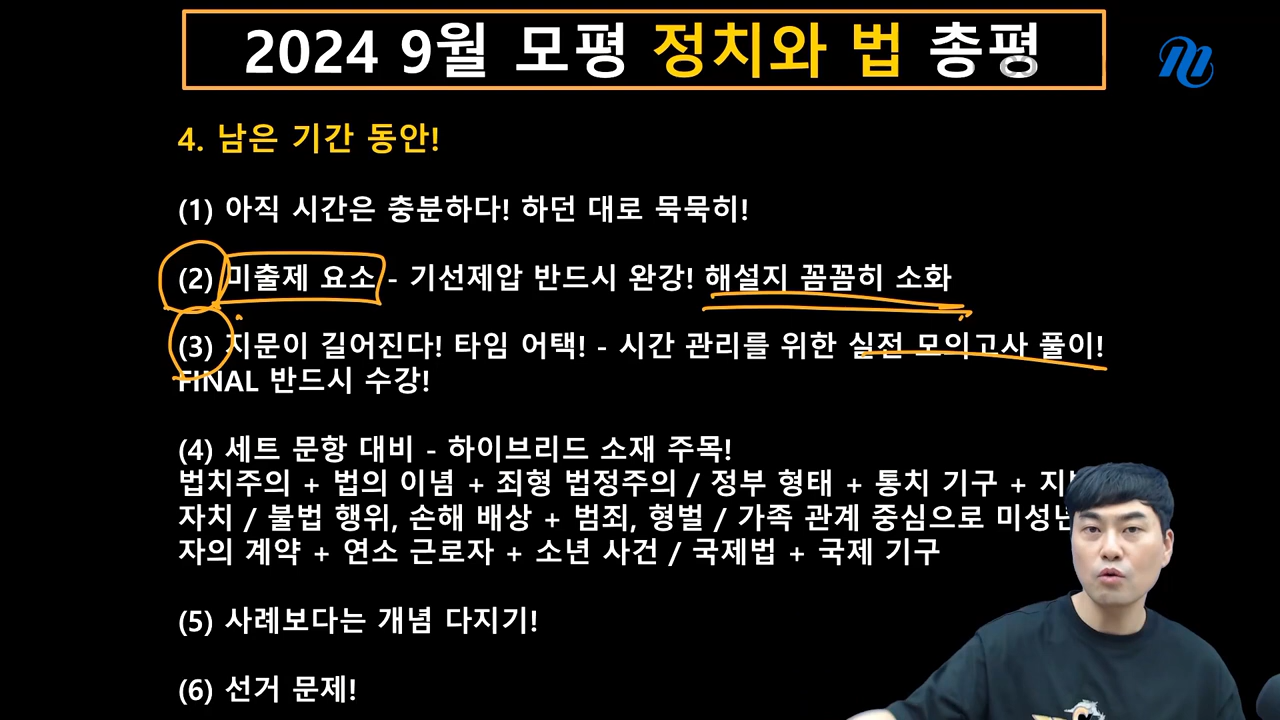 2024 9월 모평 정치와 법 총평
4. 남은 기간 동안!
(1) 아직 시간은 충분하다! 하던 대로 묵묵히!
(2) 미출제 요소 - 기선제압 반드시 완강! 해설지 꼼꼼히 소화
(3) 지문이 길어진다! 타임 어택! - 시간 관리를 위한 실전 모의고사 풀이!
FINAL 반드시 수강!
(4) 세트 문항 대비 - 하이브리드 소재 주목!
법치주의 + 법의 이념 + 죄형 법정주의 / 정부 형태 + 통치 기구 +
자치 / 불법 행위, 손해 배상 + 범죄, 형벌 / 가족 관계 중심으로
자의 계약 + 연소 근로자 + 소년 사건 / 국제법 + 국제 기구
(5) 사례보다는 개념 다지기!
(6) 선거 문제!